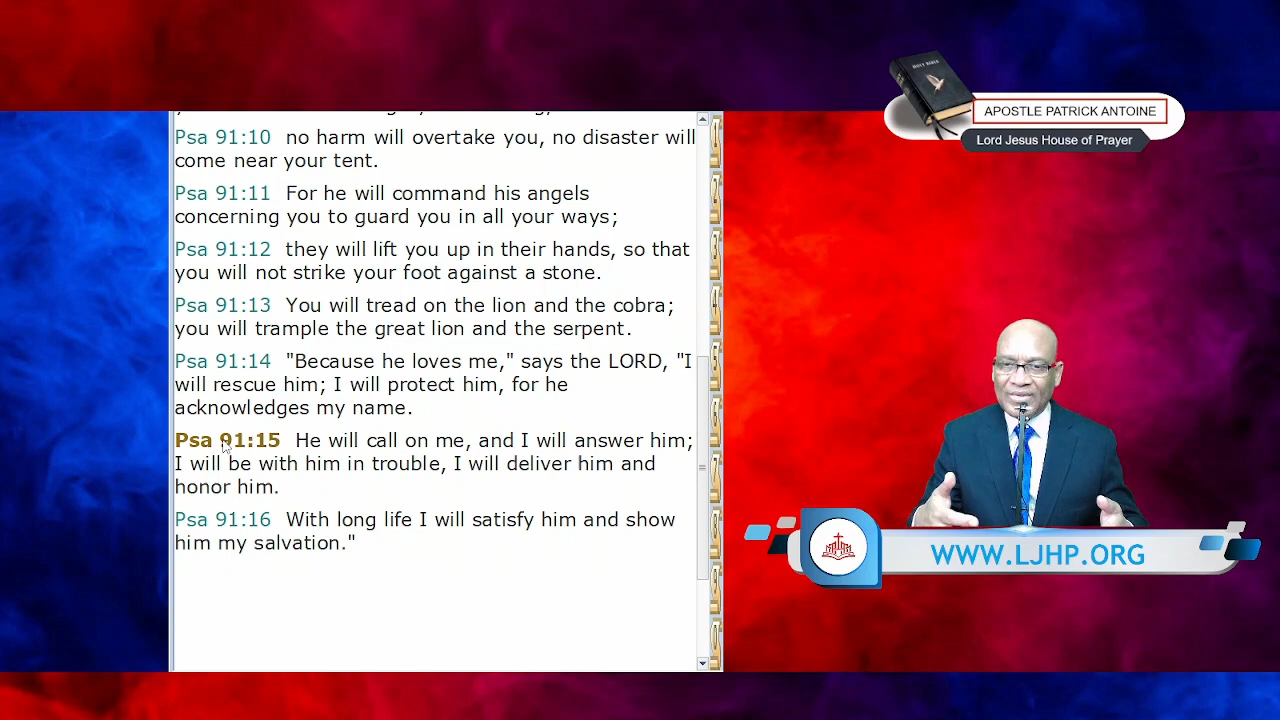 HOLY BIBLE
APOSTLE PATRICK ANTOINE
Lord Jesus House of Prayer
Psa 91:10 no harm will overtake you, no disaster will
come near your tent.
Psa 91:11 For he will command his angels
concerning you to guard you in all your ways;
Psa 91:12 they will lift you up in their hands, so that
you will not strike your foot against a stone.
Psa 91:13 You will tread on the lion and the cobra;
you will trample the great lion and the serpent.
Psa 91:14 "Because he loves me," says the LORD, "I
will rescue him; I will protect him, for he
acknowledges my name.
Psa 91:15 He will call on me, and I will answer him;
I will be with him in trouble, I will deliver him and
honor him.
Psa 91:16 With long life I will satisfy him and show
him my salvation."
WWW.LJHP.ORG